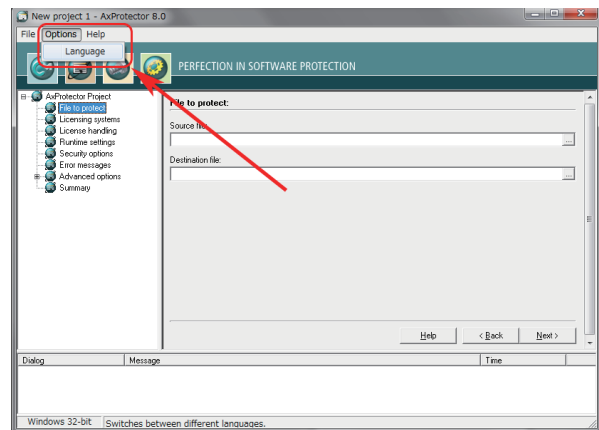 New project 1 - AxProtector 8.0
File Options Help
Language
PERFECTION IN SOFTWARE PROTECTION
AxProtector Project
File to protect
Licensing systems
License handling
Runtime settings
Security options
Error messages
Advanced options
Summary
File to protect:
Source file:
...
Destination file:
...
Help < Back Next >
Dialog Message Time
Windows 32-bit Switches between different languages.